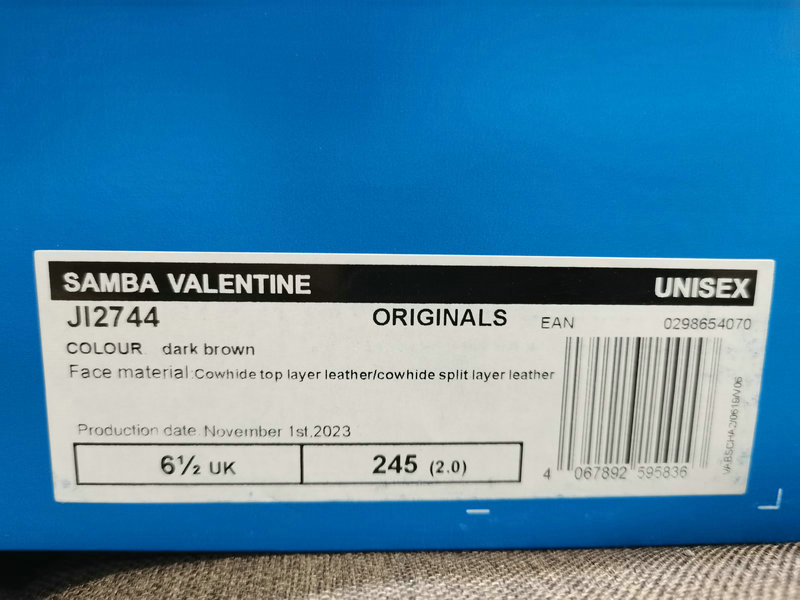 SAMBA VALENTINE UNISEX
JI2744 ORIGINALS EAN 0298654070
COLOUR dark brown
Face material:Cowhide top layer leather/cowhide split layer leather
Production date.November 1st,2023
6½ UK 245 (2.0)
4 067892 595836